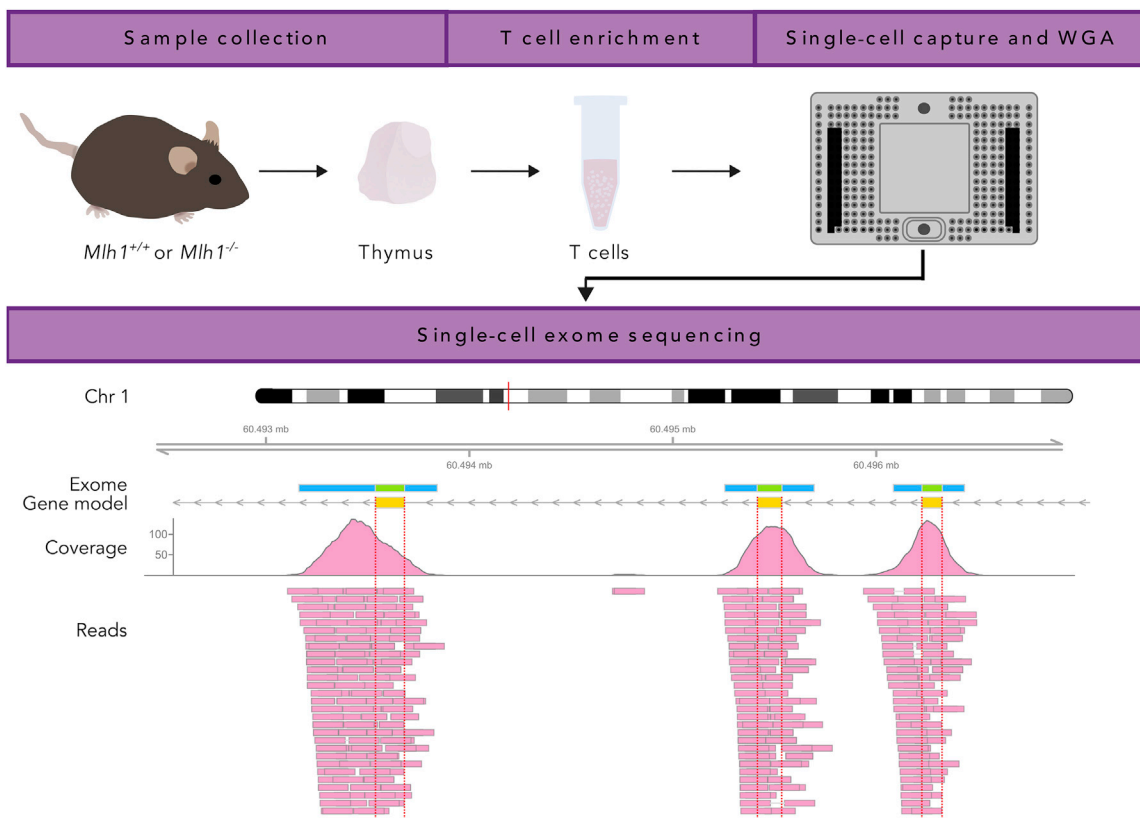 Sample collection
T cell enrichment
Single-cell capture and WGA
Mlh1+/+ or Mlh1-/-
Thymus
T cells
Single-cell exome sequencing
Chr 1
60.493 mb
60.495 mb
60.494 mb
60.496 mb
Exome
Gene model
Coverage
100
50
Reads